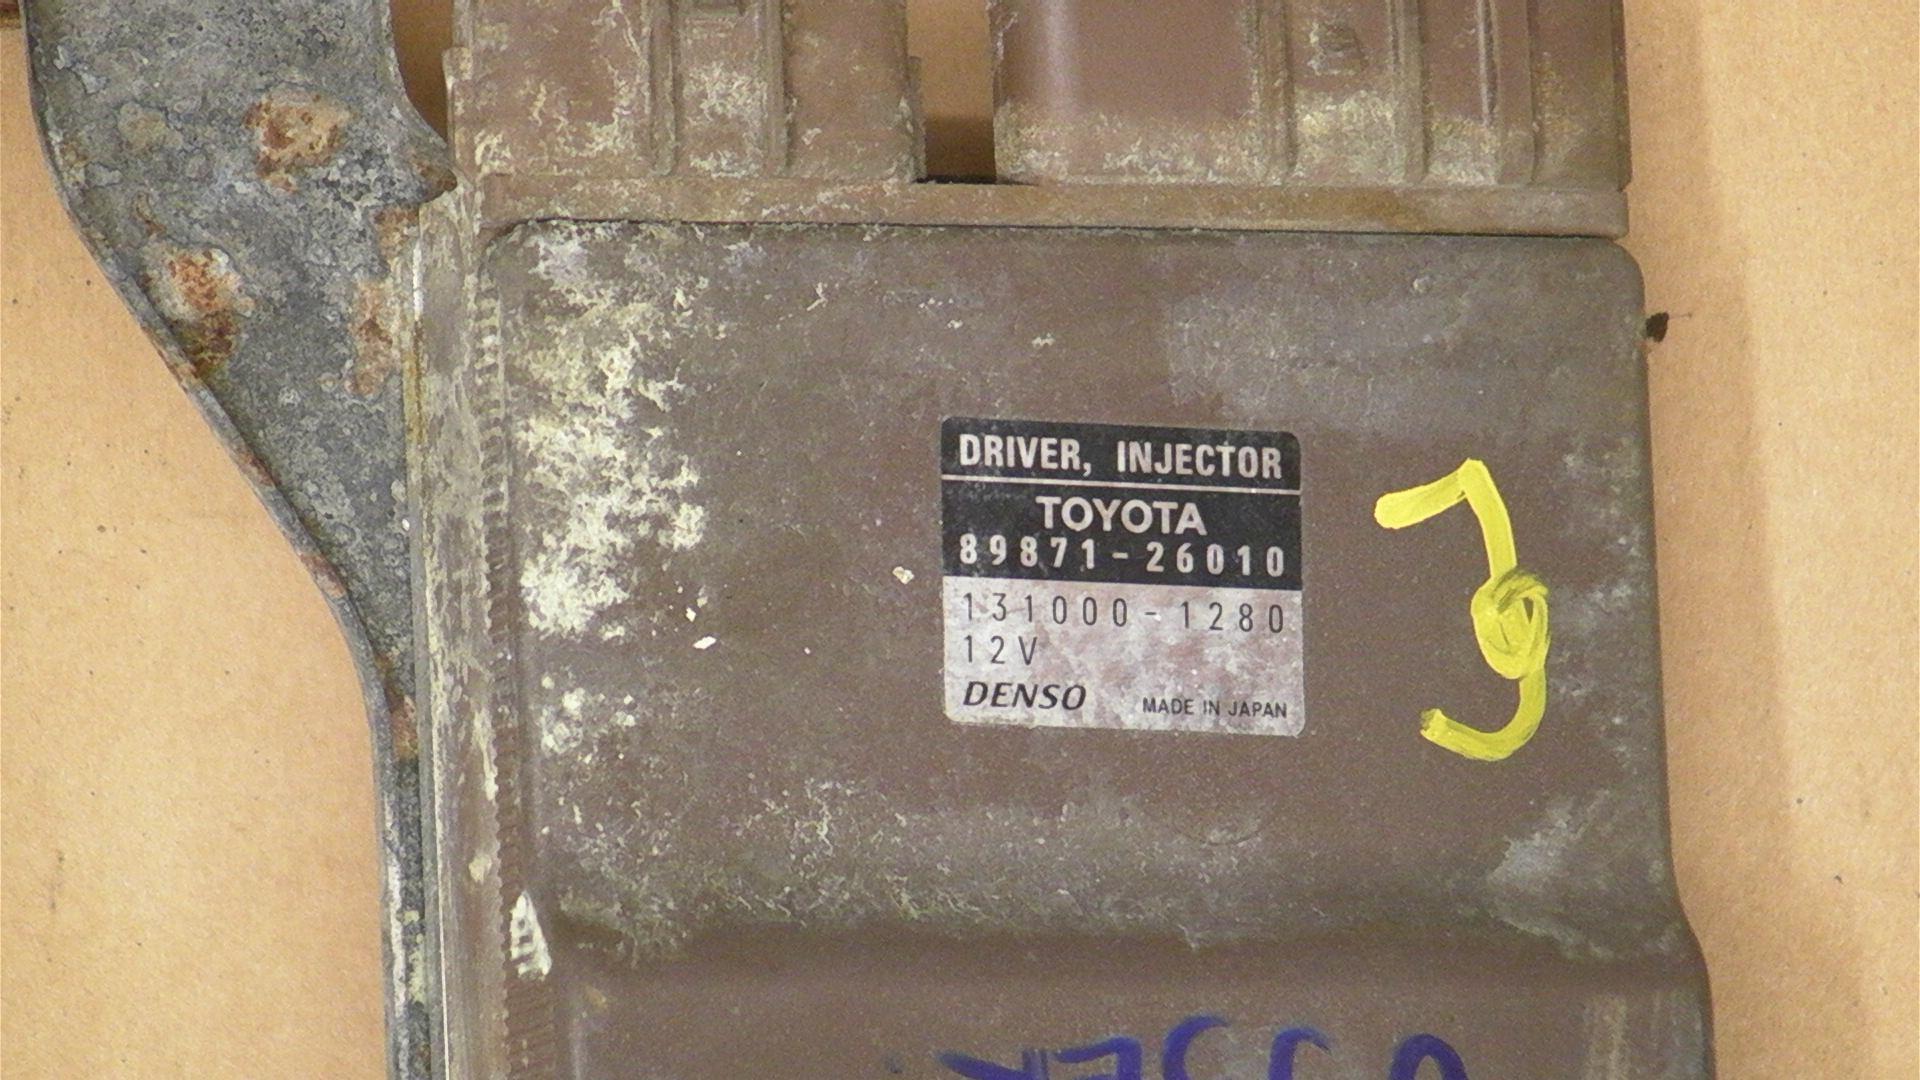 DRIVER, INJECTOR
TOYOTA
89871-26010
131000-1280
12V
DENSO MADE IN JAPAN